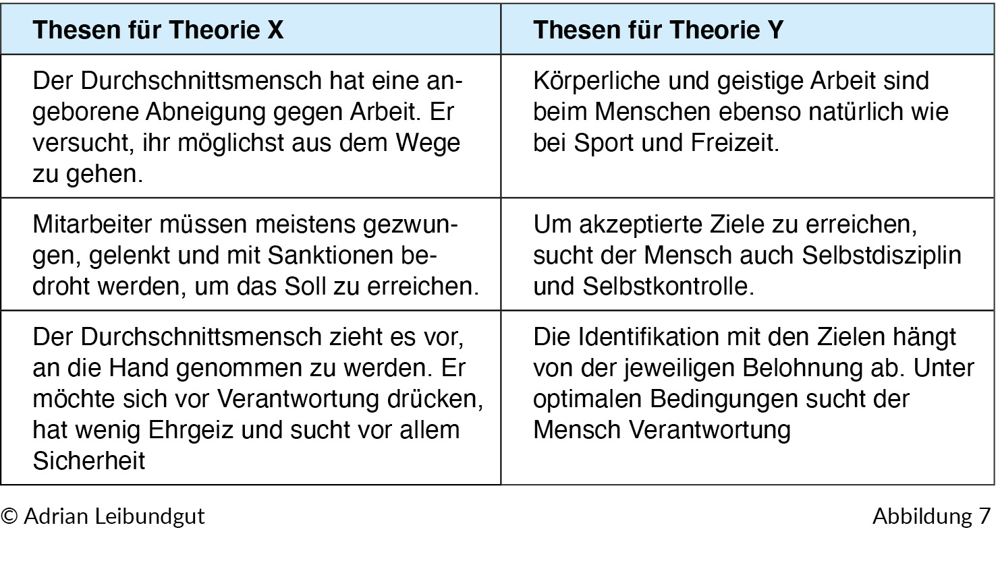 Thesen für Theorie X
Thesen für Theorie Y
Der Durchschnittsmensch hat eine an-
geborene Abneigung gegen Arbeit. Er
versucht, ihr möglichst aus dem Wege
zu gehen.
Körperliche und geistige Arbeit sind
beim Menschen ebenso natürlich wie
bei Sport und Freizeit.
Mitarbeiter müssen meistens gezwun-
gen, gelenkt und mit Sanktionen be-
droht werden, um das Soll zu erreichen.
Um akzeptierte Ziele zu erreichen,
sucht der Mensch auch Selbstdisziplin
und Selbstkontrolle.
Der Durchschnittsmensch zieht es vor,
an die Hand genommen zu werden. Er
möchte sich vor Verantwortung drücken,
hat wenig Ehrgeiz und sucht vor allem
Sicherheit
Die Identifikation mit den Zielen hängt
von der jeweiligen Belohnung ab. Unter
optimalen Bedingungen sucht der
Mensch Verantwortung
© Adrian Leibundgut
Abbildung 7